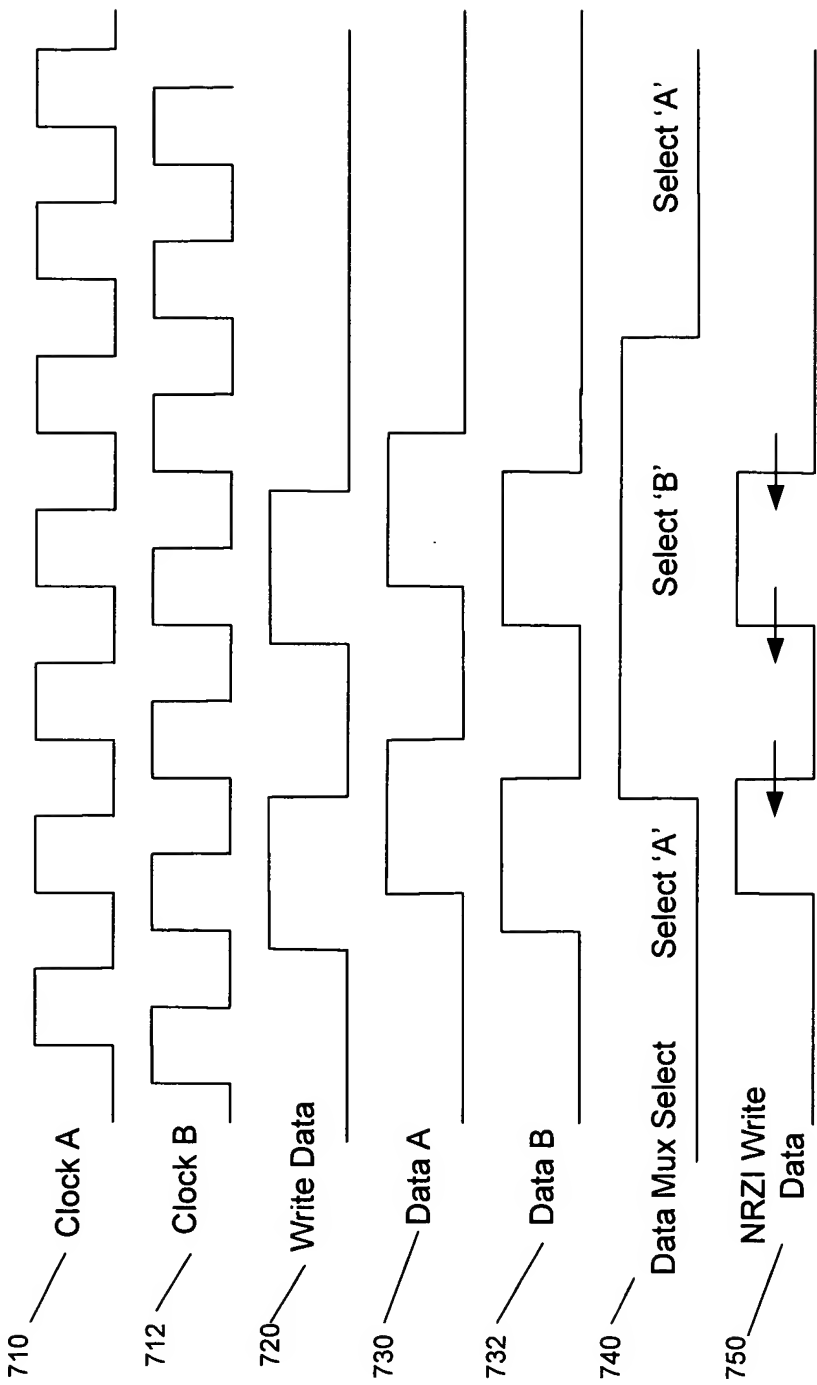 710
Clock A
712
Clock B
720
Write Data
730
Data A
732
Data B
740
Data Mux Select
Select 'A'
Select 'B'
Select 'A'
750
NRZI Write
Data